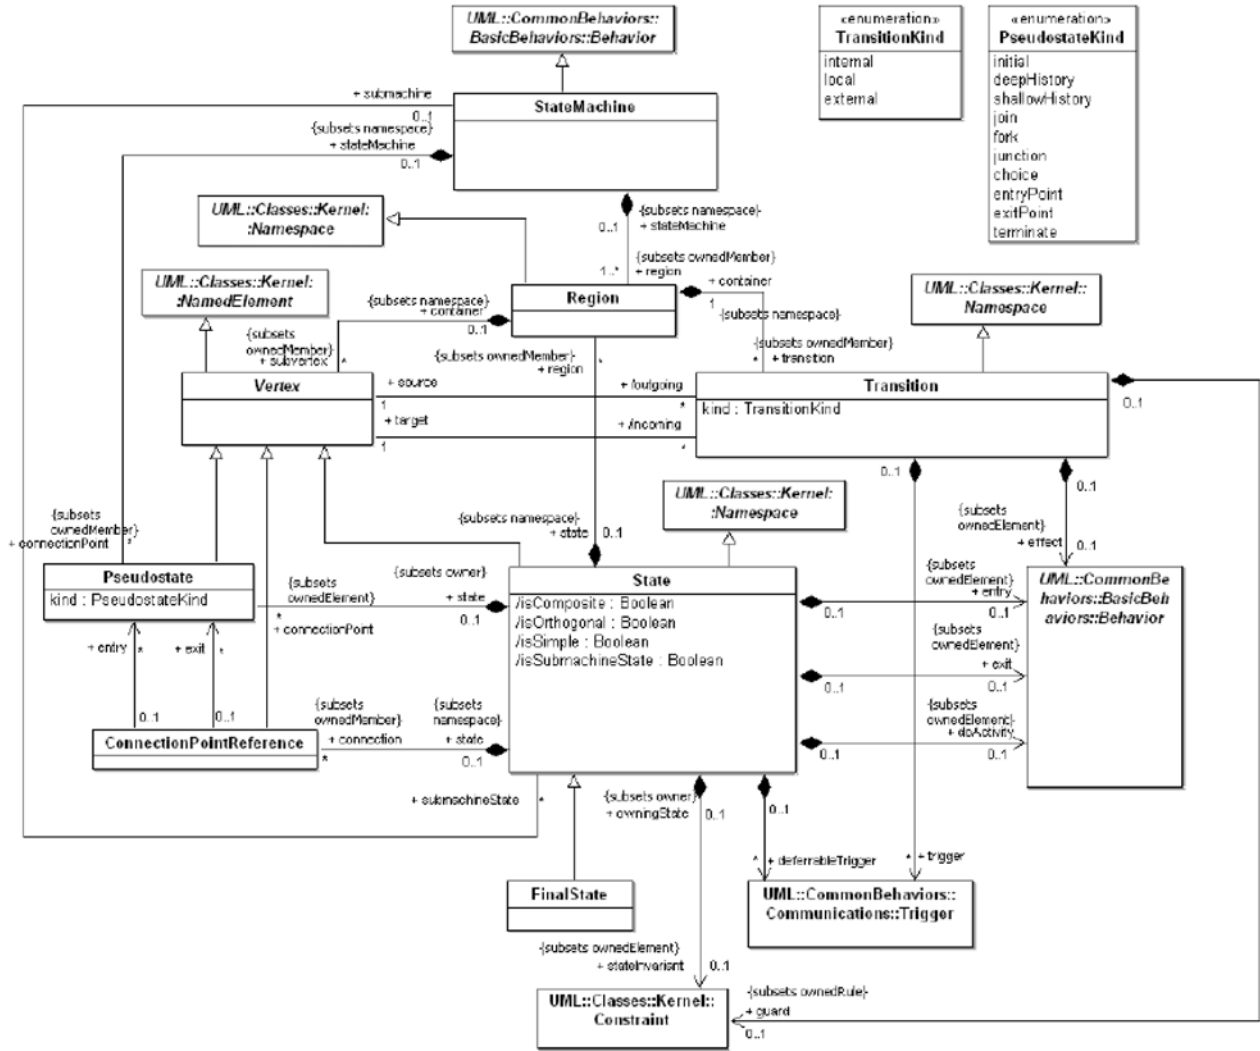 UML::CommonBehaviors::
BasicBehaviors::Behavior
«enumeration»
TransitionKind
internal
local
external
«enumeration»
PseudostateKind
initial
deepHistory
shallowHistory
join
fork
junction
choice
entryPoint
exitPoint
terminate
+ submachine
0..1
StateMachine
{subsets namespace}
+ stateMachine
0..1
UML::Classes::Kernel:
:Namespace
{subsets namespace}
0..1
+ stateMachine
{subsets ownedMember}
1..*
+ region
UML::Classes::Kernel:
:NamedElement
{subsets namespace}
+ container
0..1
Region
+ container
1
{subsets namespace}
UML::Classes::Kernel::
Namespace
{subsets
ownedMember}
+ subvertex
*
{subsets ownedMember}
+ region
*
{subsets ownedMember}
*
+ transition
Vertex
+ source
1
+ /outgoing
*
+ target
1
+ /incoming
*
Transition
kind : TransitionKind
0..1
0..1
0..1
UML::Classes::Kernel:
:Namespace
{subsets
ownedMember}
+ connectionPoint
*
{subsets namespace}
+ state
0..1
{subsets
ownedElement}
+ effect
0..1
Pseudostate
kind : PseudostateKind
{subsets
ownedElement}
*
+ connectionPoint
{subsets owner}
+ state
0..1
State
/isComposite : Boolean
/isOrthogonal : Boolean
/isSimple : Boolean
/isSubmachineState : Boolean
{subsets
ownedElement}
+ entry
0..1
0..1
UML::CommonBe
haviors::BasicBeh
aviors::Behavior
{subsets
ownedElement}
+ exit
0..1
0..1
{subsets
ownedElement}
+ doActivity
0..1
0..1
+ entry
*
+ exit
*
0..1
0..1
ConnectionPointReference
{subsets
ownedMember}
+ connection
*
{subsets
namespace}
+ state
0..1
+ submachineState
*
{subsets owner}
+ owningState
0..1
0..1
*
+ deferrableTrigger
*
+ trigger
FinalState
UML::CommonBehaviors::
Communications::Trigger
{subsets ownedElement}
+ stateInvariant
0..1
UML::Classes::Kernel::
Constraint
{subsets ownedRule}
+ guard
0..1